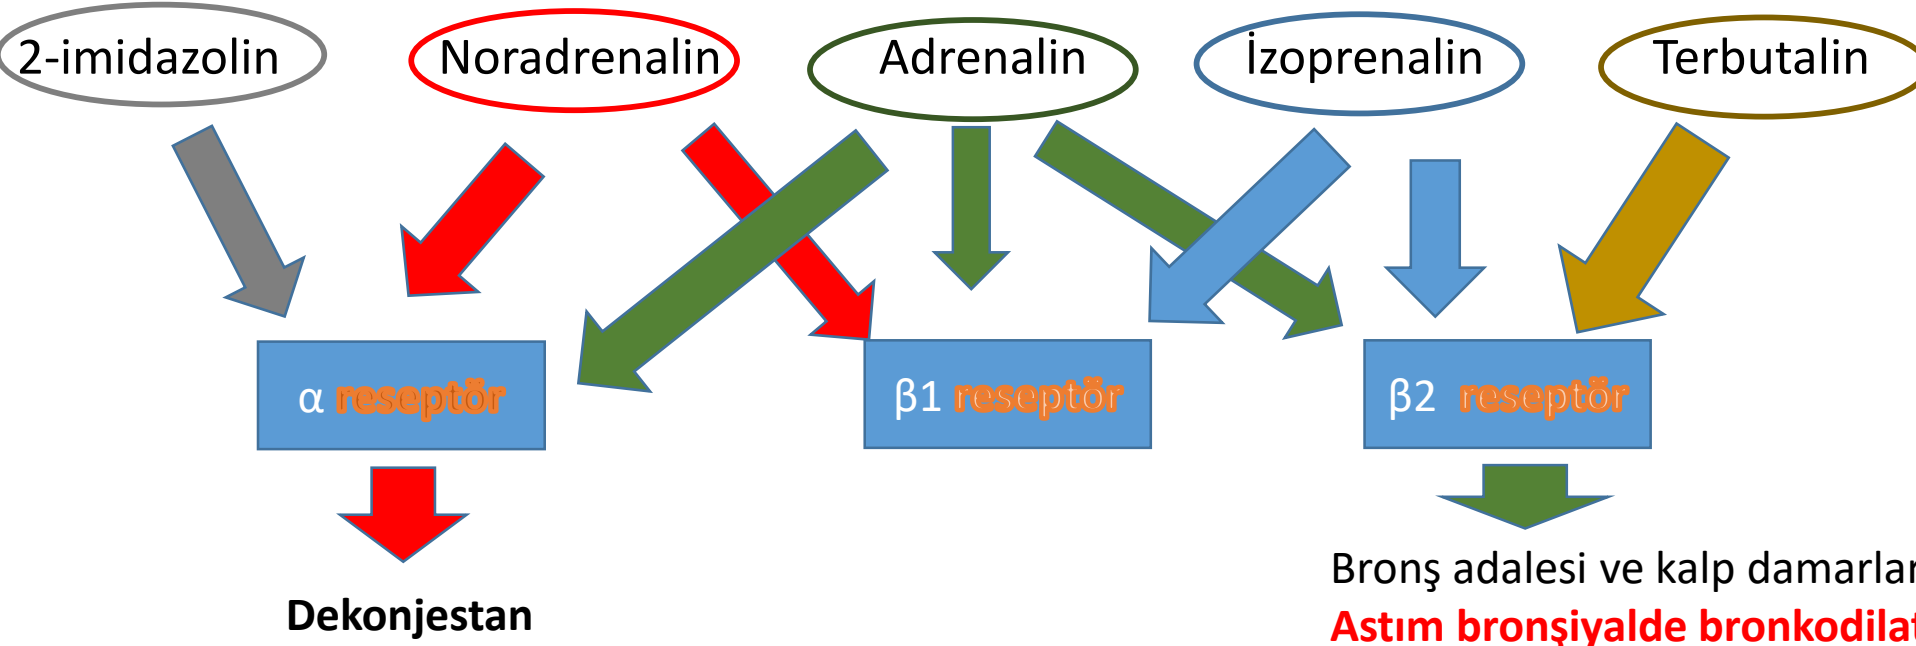 2-imidazolin Noradrenalin Adrenalin İzoprenalin Terbutalin
α reseptör β1 reseptör β2 reseptör
Dekonjestan
Bronş adalesi ve kalp damarlar
Astım bronşiyalde bronkodilat